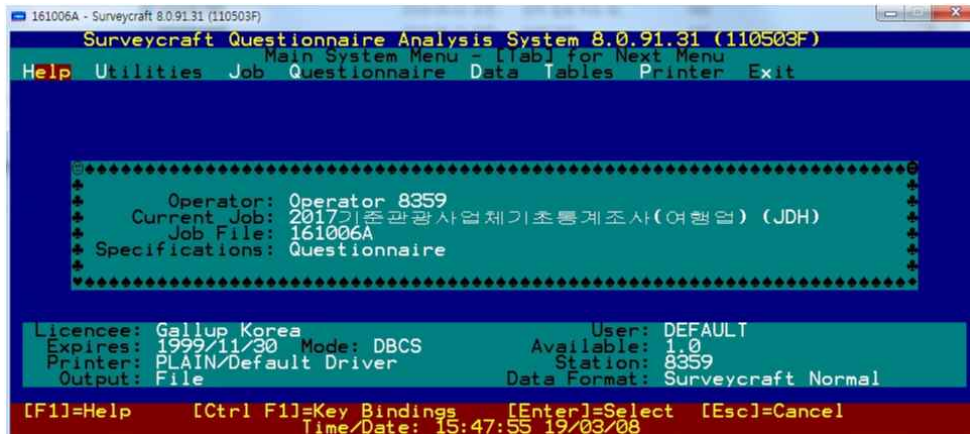 161006A - Surveycraft 8.0.91.31 (110503F)
Surveycraft Questionnaire Analysis System 8.0.91.31 (110503F)
Main System Menu - [Tab] for Next Menu
Help Utilities Job Questionnaire Data Tables Printer Exit
Operator: Operator 8359
Current Job: 2017기준관광사업체기초통계조사(여행업) (JDH)
Job File: 161006A
Specifications: Questionnaire
Licencee: Gallup Korea User: DEFAULT
Expires: 1999/11/30 Mode: DBCS Available: 1.0
Printer: PLAIN/Default Driver Station: 8359
Output: File Data Format: Surveycraft Normal
[F1]=Help [Ctrl F1]=Key Bindings [Enter]=Select [Esc]=Cancel
Time/Date: 15:47:55 19/03/08